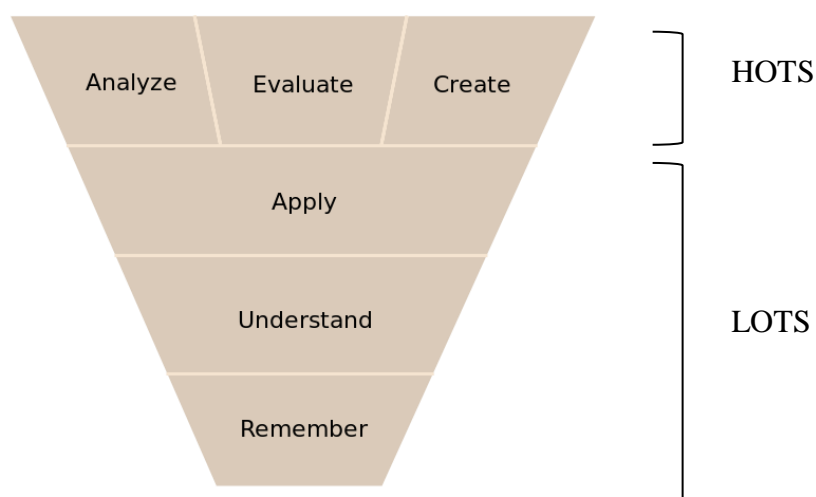 Analyze
Evaluate
Create
HOTS
Apply
Understand
LOTS
Remember